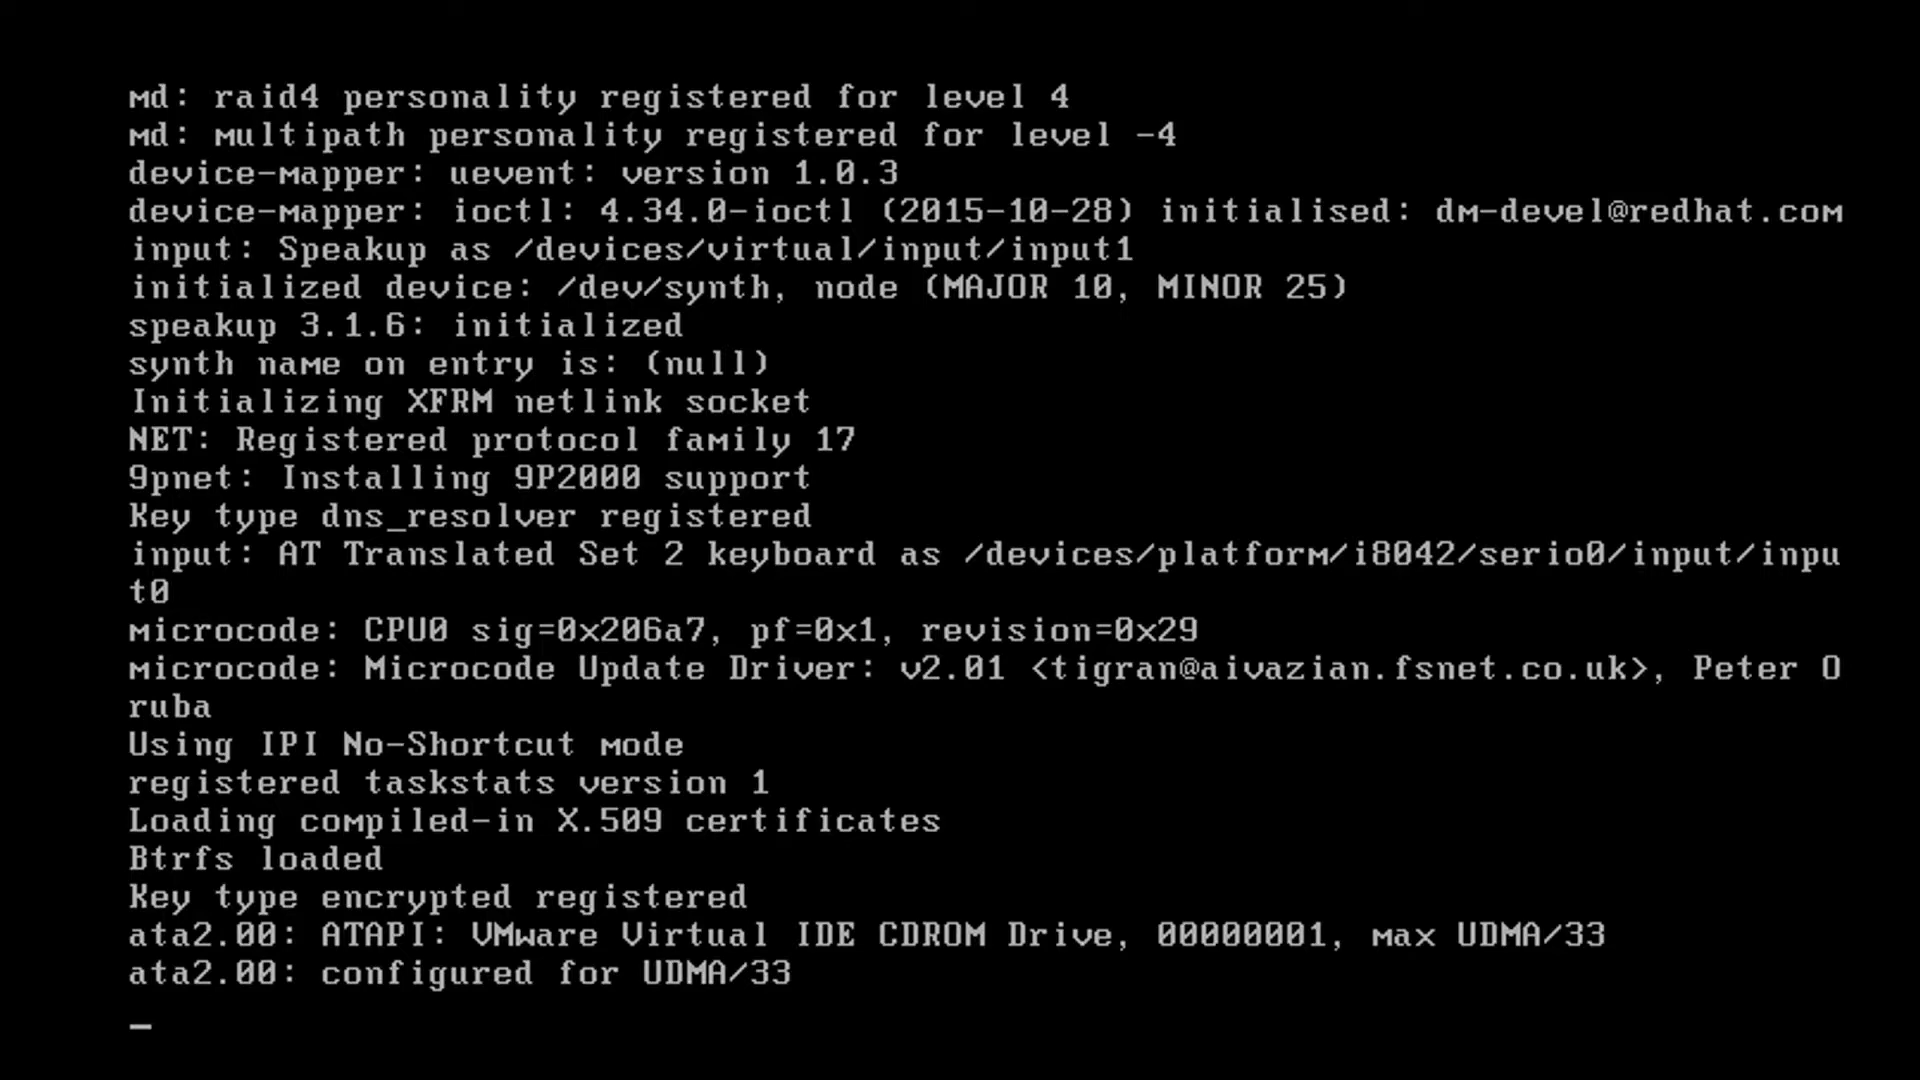 md: raid4 personality registered for level 4
md: multipath personality registered for level -4
device-mapper: uevent: version 1.0.3
device-mapper: ioctl: 4.34.0-ioctl (2015-10-28) initialised: dm-devel@redhat.com
input: Speakup as /devices/virtual/input/input1
initialized device: /dev/synth, node (MAJOR 10, MINOR 25)
speakup 3.1.6: initialized
synth name on entry is: (null)
Initializing XFRM netlink socket
NET: Registered protocol family 17
9pnet: Installing 9P2000 support
Key type dns_resolver registered
input: AT Translated Set 2 keyboard as /devices/platform/i8042/serio0/input/inpu
t0
microcode: CPU0 sig=0x206a7, pf=0x1, revision=0x29
microcode: Microcode Update Driver: v2.01 <tigran@aivazian.fsnet.co.uk>, Peter O
ruba
Using IPI No-Shortcut mode
registered taskstats version 1
Loading compiled-in X.509 certificates
Btrfs loaded
Key type encrypted registered
ata2.00: ATAPI: VMware Virtual IDE CDROM Drive, 00000001, max UDMA/33
ata2.00: configured for UDMA/33
_